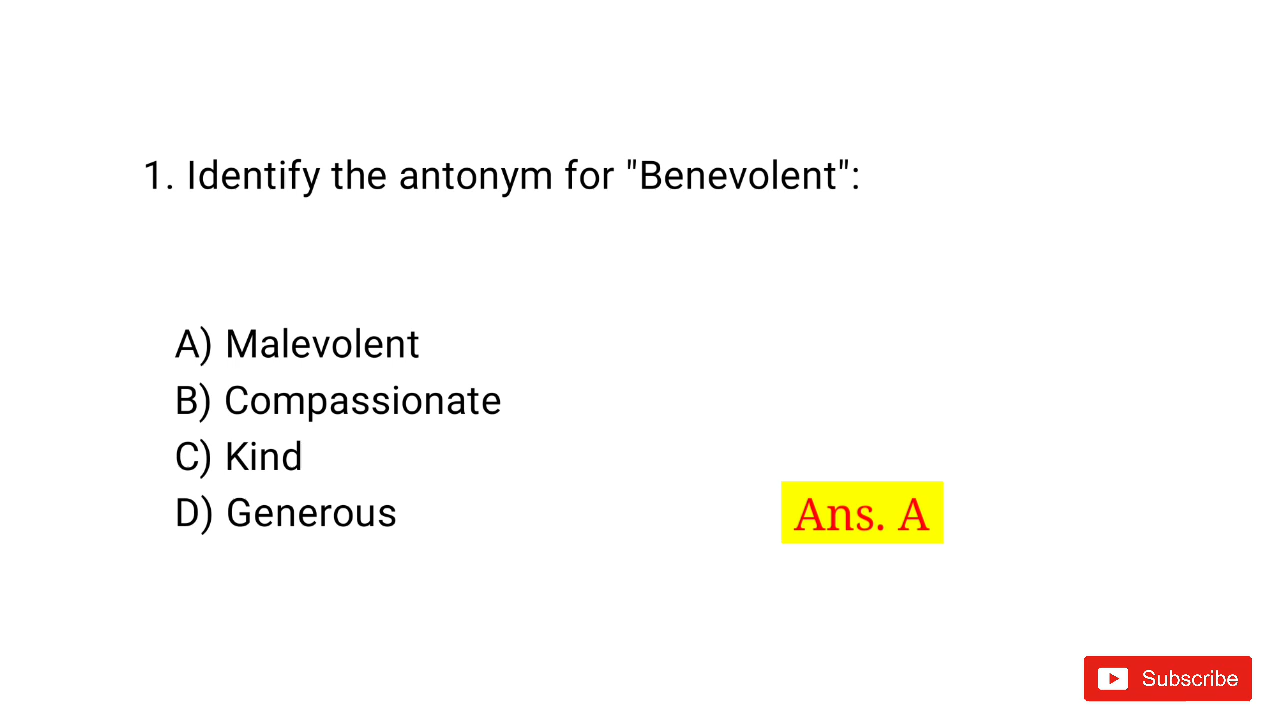 1. Identify the antonym for "Benevolent":
A) Malevolent
B) Compassionate
C) Kind
D) Generous
Ans. A
Subscribe